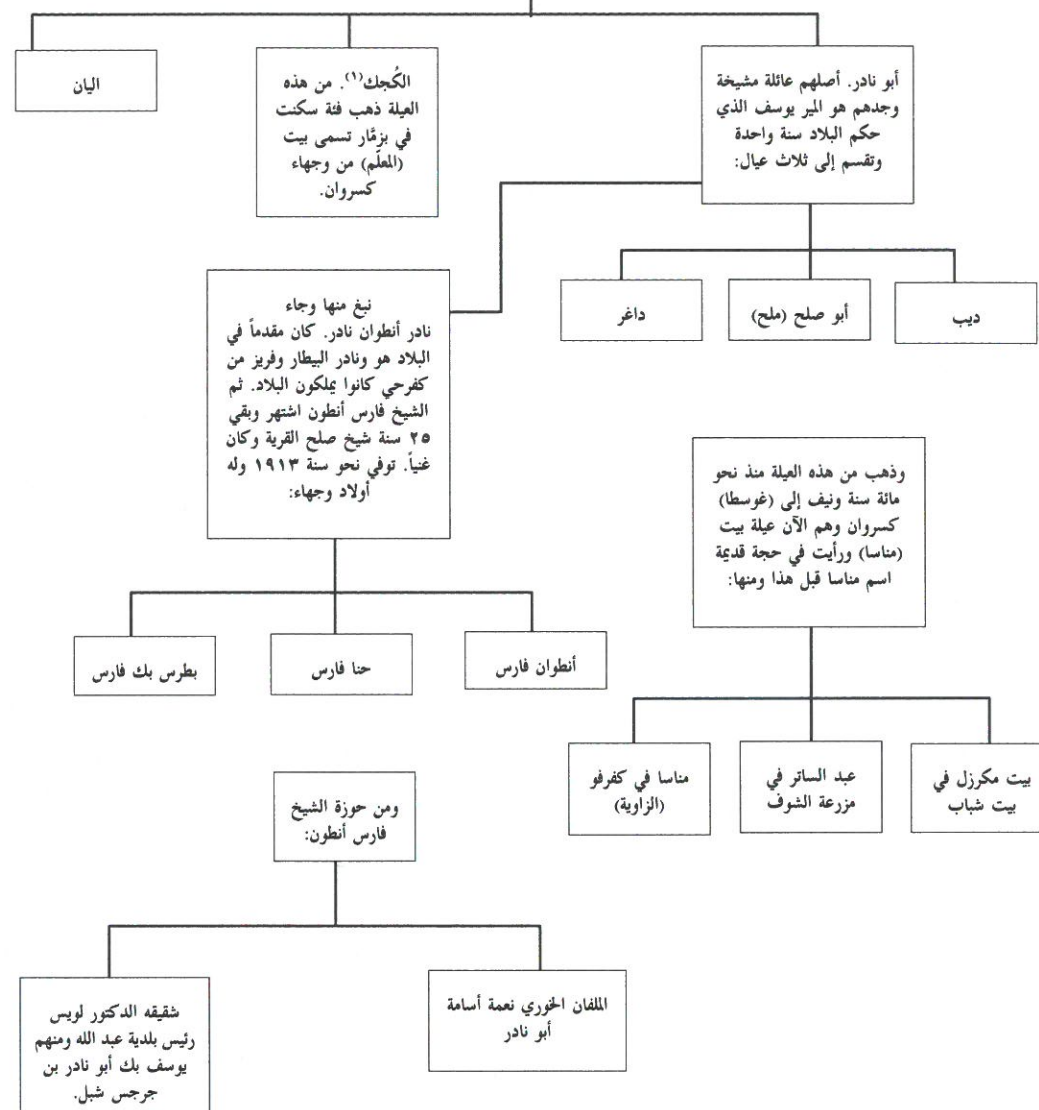 أبو نادر. أصلهم عائلة مشيخة
وجدهم هو المير يوسف الذي
حكم البلاد سنة واحدة
وتقسم إلى ثلاث عيال:
الكُجك(١). من هذه
العيلة ذهب فئة سكنت
في بزمَّار تسمى بيت
(المعلّم) من وجهاء
كسروان.
اليان
ديب
أبو صلح (ملح)
داغر
نبغ منها وجاء
نادر أنطوان نادر. كان مقدماً في
البلاد هو ونادر البيطار وفريز من
كفرحي كانوا يملكون البلاد. ثم
الشيخ فارس أنطون اشتهر وبقي
٢٥ سنة شيخ صلح القرية وكان
غنياً. توفي نحو سنة ١٩١٣ وله
أولاد وجهاء:
وذهب من هذه العيلة منذ نحو
مائة سنة ونيف إلى (غوسطا)
كسروان وهم الآن عيلة بيت
(مناسا) ورأيت في حجة قديمة
اسم مناسا قبل هذا ومنها:
أنطوان فارس
حنا فارس
بطرس بك فارس
بيت مكرزل في
بيت شباب
عبد الساتر في
مزرعة الشوف
مناسا في كفرفو
(الزاوية)
ومن حوزة الشيخ
فارس أنطون:
الملفان الخوري نعمة أسامة
أبو نادر
شقيقه الدكتور لويس
رئيس بلدية عبد الله ومنهم
يوسف بك أبو نادر بن
جرجس شبل.